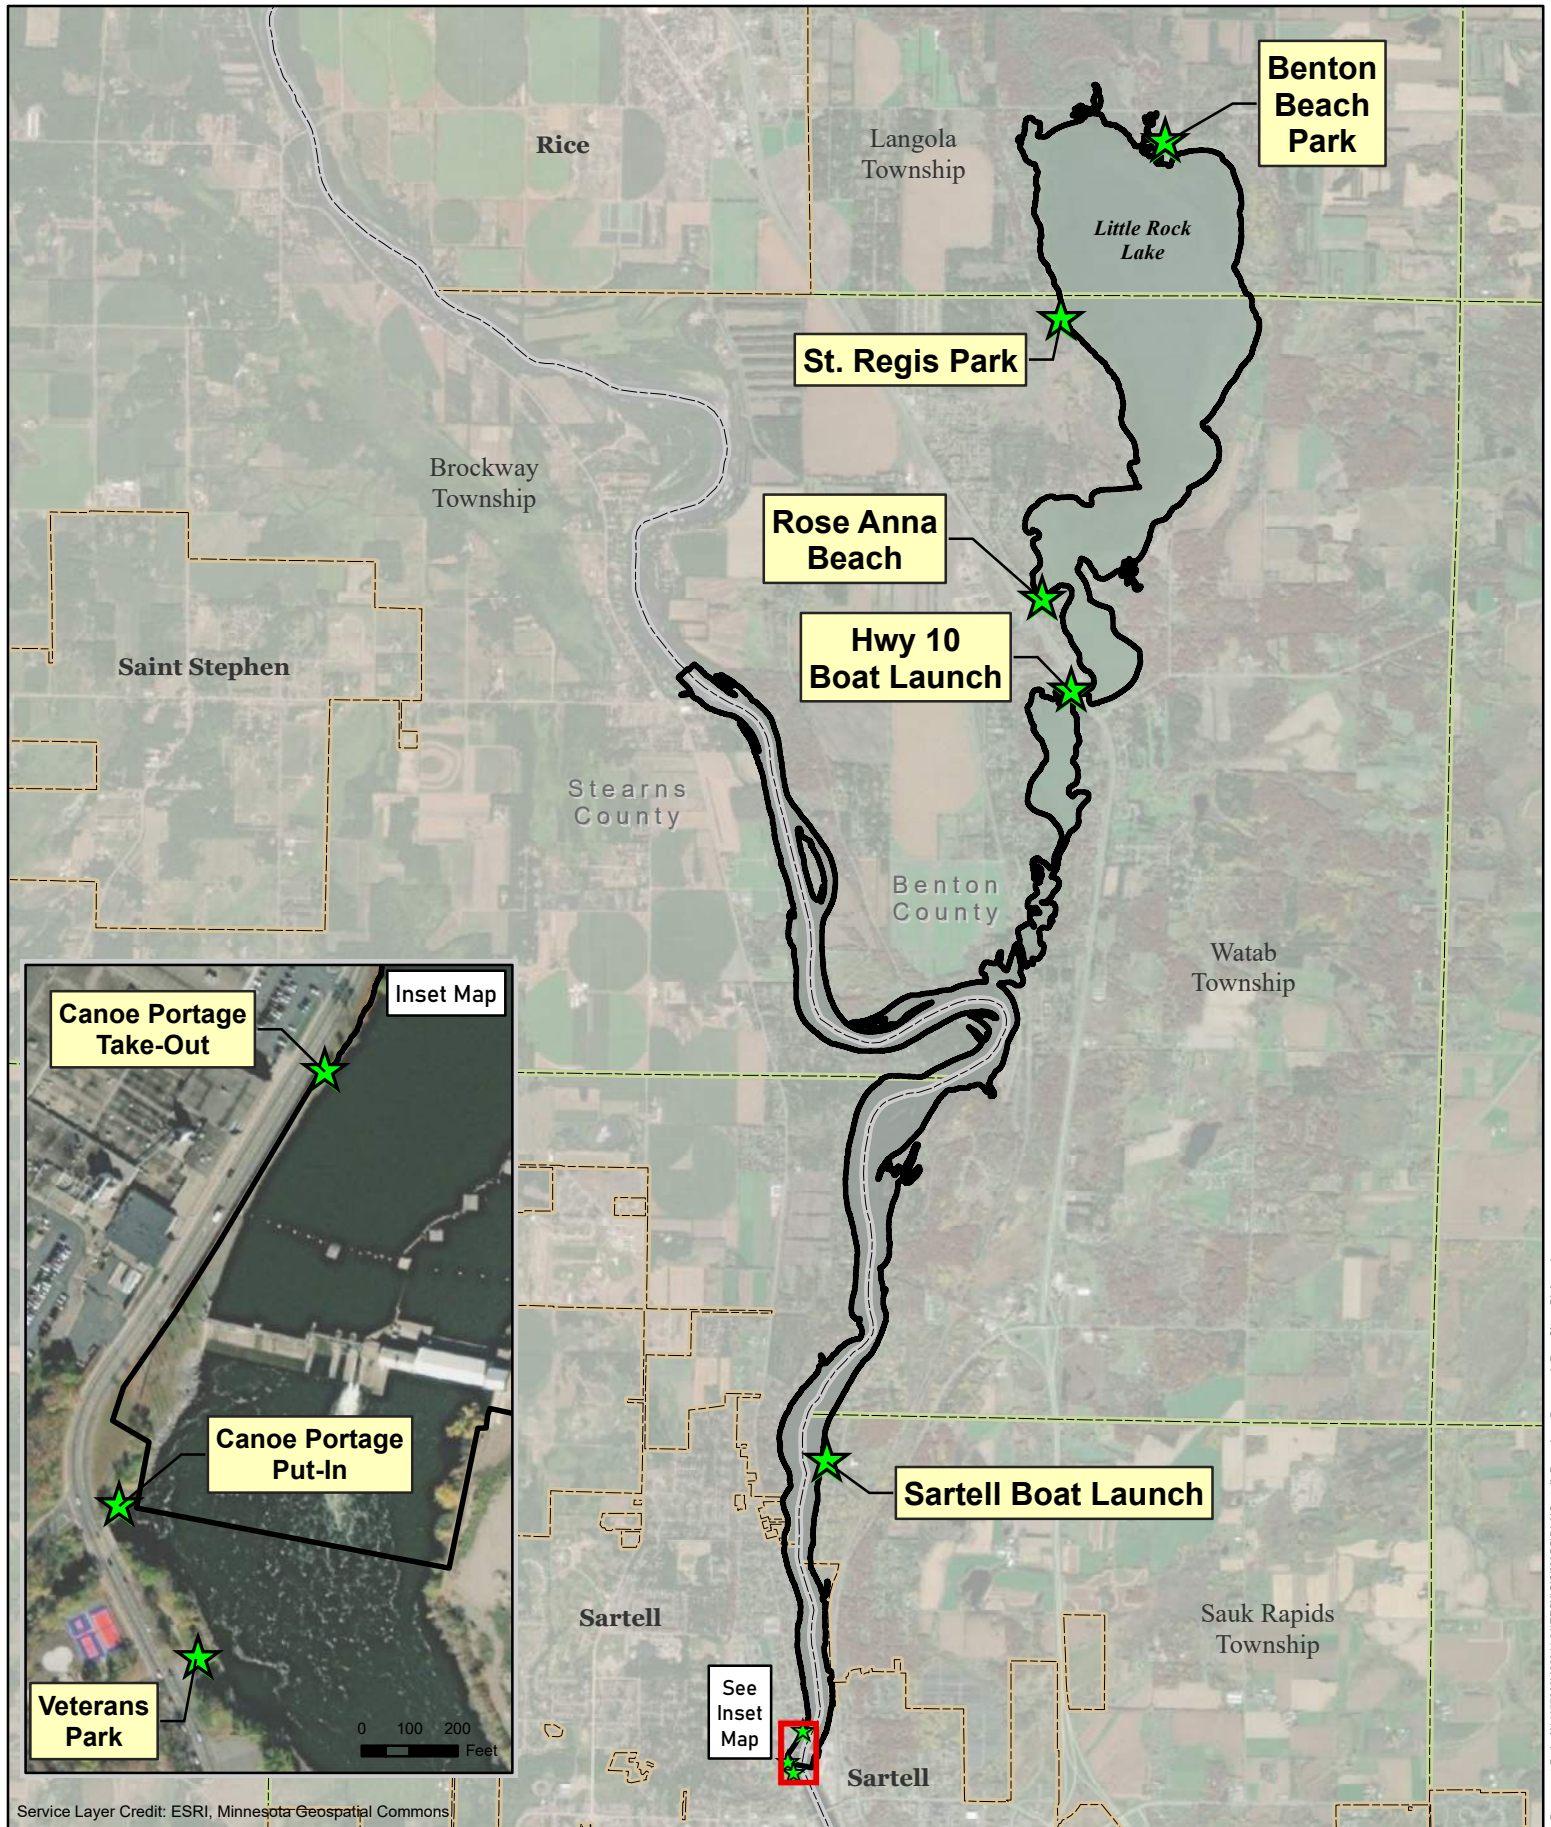 Benton
Beach
Park
Rice
Langola
Township
Little Rock
Lake
St. Regis Park
Brockway
Township
Rose Anna
Beach
Hwy 10
Boat Launch
Saint Stephen
Stearns
County
Benton
County
Watab
Township
Inset Map
Canoe Portage
Take-Out
Canoe Portage
Put-In
Veterans
Park
0 100 200
Feet
Sartell Boat Launch
Sartell
Sauk Rapids
Township
See
Inset
Map
Sartell
Service Layer Credit: ESRI, Minnesota Geospatial Commons